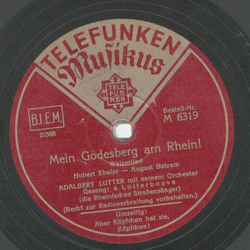 TELEFUNKEN
Musikus
TELE
FUN
KEN
B.I.E.M.
Bestell-Nr.
M 6319
Mein Godesberg am Rhein!
Walzerlied
Hubert Ebeler — August Batzem
ADALBERT LUTTER mit seinem Orchester
Gesang: 4 Lotterboove
(die Rheinischen Straßensänger)
(Recht zur Radioverbreitung vorbehalten.)
Umseitig:
Aber Köpfchen hat sie,
Köpfchen!